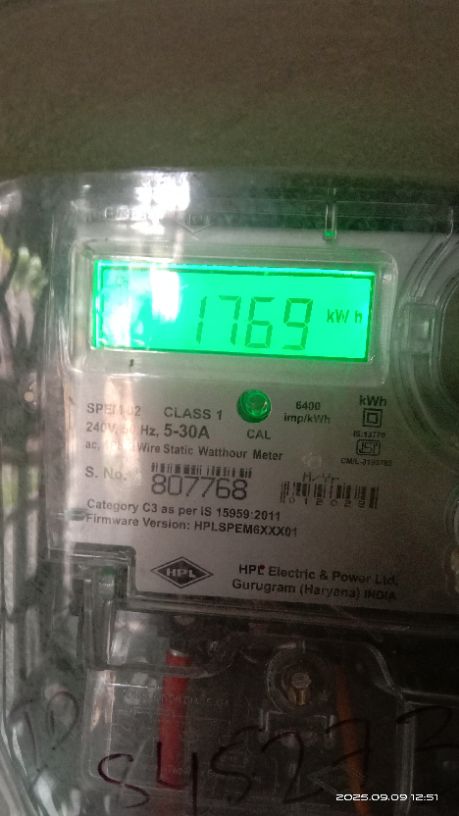 1769 kWh
CLASS 1
6400 imp/kWh
kWh
240V, Hz, 5-30A
CAL
ac, Wire Static Watthour Meter
S. No. 807768
M/Yr.
Category C3 as per IS 15959:2011
Firmware Version: HPLSPEM6XXX01
HPL
HPL Electric & Power Ltd.
Gurugram (Haryana) INDIA
2025.09.09 12:51